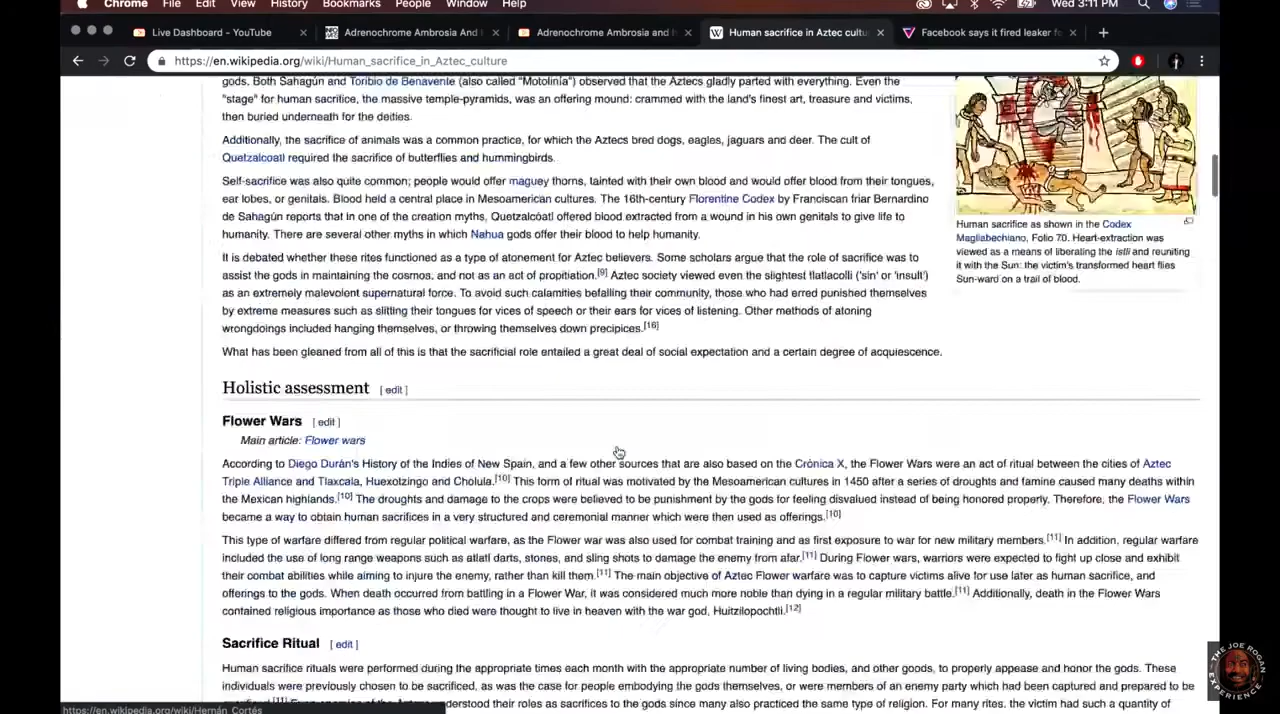 Chrome File Edit View History Bookmarks People Window Help Wed 3:11 PM
Live Dashboard - YouTube × Adrenochrome Ambrosia And × Adrenochrome Ambrosia and × Human sacrifice in Aztec cultu × Facebook says it fired leaker fo × +
https://en.wikipedia.org/wiki/Human_sacrifice_in_Aztec_culture
gods. Both Sahagún and Toribio de Benavente (also called "Motolinía") observed that the Aztecs gladly parted with everything. Even the
"stage" for human sacrifice, the massive temple-pyramids, was an offering mound: crammed with the land's finest art, treasure and victims,
then buried underneath for the deities.
Additionally, the sacrifice of animals was a common practice, for which the Aztecs bred dogs, eagles, jaguars and deer. The cult of
Quetzalcoatl required the sacrifice of butterflies and hummingbirds.
Self-sacrifice was also quite common; people would offer maguey thorns, tainted with their own blood and would offer blood from their tongues,
ear lobes, or genitals. Blood held a central place in Mesoamerican cultures. The 16th-century Florentine Codex by Franciscan friar Bernardino
de Sahagún reports that in one of the creation myths, Quetzalcóatl offered blood extracted from a wound in his own genitals to give life to
humanity. There are several other myths in which Nahua gods offer their blood to help humanity.
It is debated whether these rites functioned as a type of atonement for Aztec believers. Some scholars argue that the role of sacrifice was to
assist the gods in maintaining the cosmos, and not as an act of propitiation.[9] Aztec society viewed even the slightest tlatlacolli ('sin' or 'insult')
as an extremely malevolent supernatural force. To avoid such calamities befalling their community, those who had erred punished themselves
by extreme measures such as slitting their tongues for vices of speech or their ears for vices of listening. Other methods of atoning
wrongdoings included hanging themselves, or throwing themselves down precipices.[16]
What has been gleaned from all of this is that the sacrificial role entailed a great deal of social expectation and a certain degree of acquiescence.
Human sacrifice as shown in the Codex
Magliabechiano, Folio 70. Heart-extraction was
viewed as a means of liberating the istli and reuniting
it with the Sun: the victim's transformed heart flies
Sun-ward on a trail of blood.
Holistic assessment [ edit ]
Flower Wars [ edit ]
Main article: Flower wars
According to Diego Durán's History of the Indies of New Spain, and a few other sources that are also based on the Crónica X, the Flower Wars were an act of ritual between the cities of Aztec
Triple Alliance and Tlaxcala, Huexotzingo and Cholula.[10] This form of ritual was motivated by the Mesoamerican cultures in 1450 after a series of droughts and famine caused many deaths within
the Mexican highlands.[10] The droughts and damage to the crops were believed to be punishment by the gods for feeling disvalued instead of being honored properly. Therefore, the Flower Wars
became a way to obtain human sacrifices in a very structured and ceremonial manner which were then used as offerings.[10]
This type of warfare differed from regular political warfare, as the Flower war was also used for combat training and as first exposure to war for new military members.[11] In addition, regular warfare
included the use of long range weapons such as atlatl darts, stones, and sling shots to damage the enemy from afar.[11] During Flower wars, warriors were expected to fight up close and exhibit
their combat abilities while aiming to injure the enemy, rather than kill them.[11] The main objective of Aztec Flower warfare was to capture victims alive for use later as human sacrifice, and
offerings to the gods. When death occurred from battling in a Flower War, it was considered much more noble than dying in a regular military battle.[11] Additionally, death in the Flower Wars
contained religious importance as those who died were thought to live in heaven with the war god, Huitzilopochtli.[12]
Sacrifice Ritual [ edit ]
Human sacrifice rituals were performed during the appropriate times each month with the appropriate number of living bodies, and other goods, to properly appease and honor the gods. These
individuals were previously chosen to be sacrificed, as was the case for people embodying the gods themselves, or were members of an enemy party which had been captured and prepared to be
understood their roles as sacrifices to the gods since many also practiced the same type of religion. For many rites, the victim had such a quantity of
https://en.wikipedia.org/wiki/Hernán_Cortés
THE JOE ROGAN
EXPERIENCE